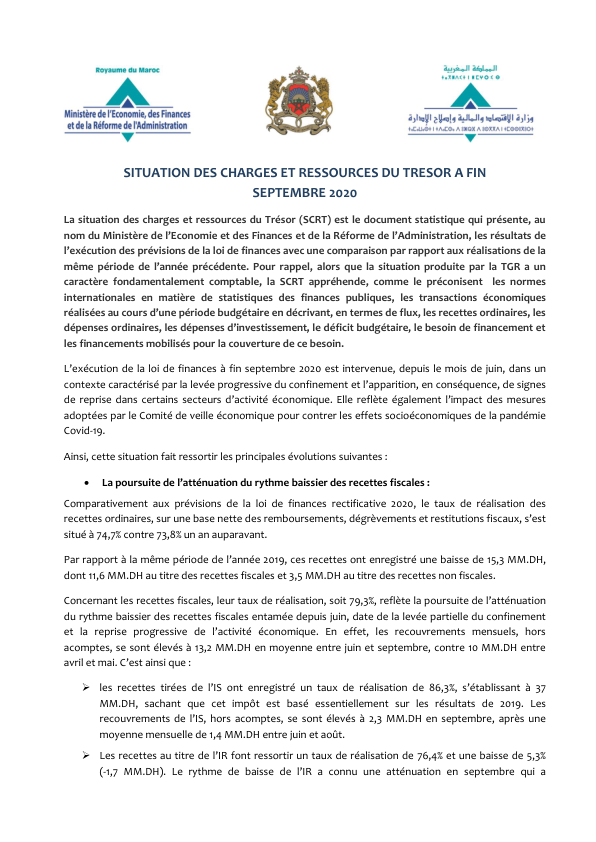 Royaume du Maroc
Ministère de l'Economie, des Finances
et de la Réforme de l'Administration
المملكة المغربية
وزارة الاقتصاد والمالية وإصلاح الإدارة
SITUATION DES CHARGES ET RESSOURCES DU TRESOR A FIN
SEPTEMBRE 2020
La situation des charges et ressources du Trésor (SCRT) est le document statistique qui présente, au
nom du Ministère de l'Economie et des Finances et de la Réforme de l'Administration, les résultats de
l'exécution des prévisions de la loi de finances avec une comparaison par rapport aux réalisations de la
même période de l'année précédente. Pour rappel, alors que la situation produite par la TGR a un
caractère fondamentalement comptable, la SCRT appréhende, comme le préconisent les normes
internationales en matière de statistiques des finances publiques, les transactions économiques
réalisées au cours d'une période budgétaire en décrivant, en termes de flux, les recettes ordinaires, les
dépenses ordinaires, les dépenses d'investissement, le déficit budgétaire, le besoin de financement et
les financements mobilisés pour la couverture de ce besoin.
L'exécution de la loi de finances à fin septembre 2020 est intervenue, depuis le mois de juin, dans un
contexte caractérisé par la levée progressive du confinement et l'apparition, en conséquence, de signes
de reprise dans certains secteurs d'activité économique. Elle reflète également l'impact des mesures
adoptées par le Comité de veille économique pour contrer les effets socioéconomiques de la pandémie
Covid-19.
Ainsi, cette situation fait ressortir les principales évolutions suivantes :
• La poursuite de l'atténuation du rythme baissier des recettes fiscales :
Comparativement aux prévisions de la loi de finances rectificative 2020, le taux de réalisation des
recettes ordinaires, sur une base nette des remboursements, dégrèvements et restitutions fiscaux, s'est
situé à 74,7% contre 73,8% un an auparavant.
Par rapport à la même période de l'année 2019, ces recettes ont enregistré une baisse de 15,3 MM.DH,
dont 11,6 MM.DH au titre des recettes fiscales et 3,5 MM.DH au titre des recettes non fiscales.
Concernant les recettes fiscales, leur taux de réalisation, soit 79,3%, reflète la poursuite de l'atténuation
du rythme baissier des recettes fiscales entamée depuis juin, date de la levée partielle du confinement
et la reprise progressive de l'activité économique. En effet, les recouvrements mensuels, hors
acomptes, se sont élevés à 13,2 MM.DH en moyenne entre juin et septembre, contre 10 MM.DH entre
avril et mai. C'est ainsi que :
➢ les recettes tirées de l'IS ont enregistré un taux de réalisation de 86,3%, s'établissant à 37
MM.DH, sachant que cet impôt est basé essentiellement sur les résultats de 2019. Les
recouvrements de l'IS, hors acomptes, se sont élevés à 2,3 MM.DH en septembre, après une
moyenne mensuelle de 1,4 MM.DH entre juin et août.
➢ Les recettes au titre de l'IR font ressortir un taux de réalisation de 76,4% et une baisse de 5,3%
(-1,7 MM.DH). Le rythme de baisse de l'IR a connu une atténuation en septembre qui a